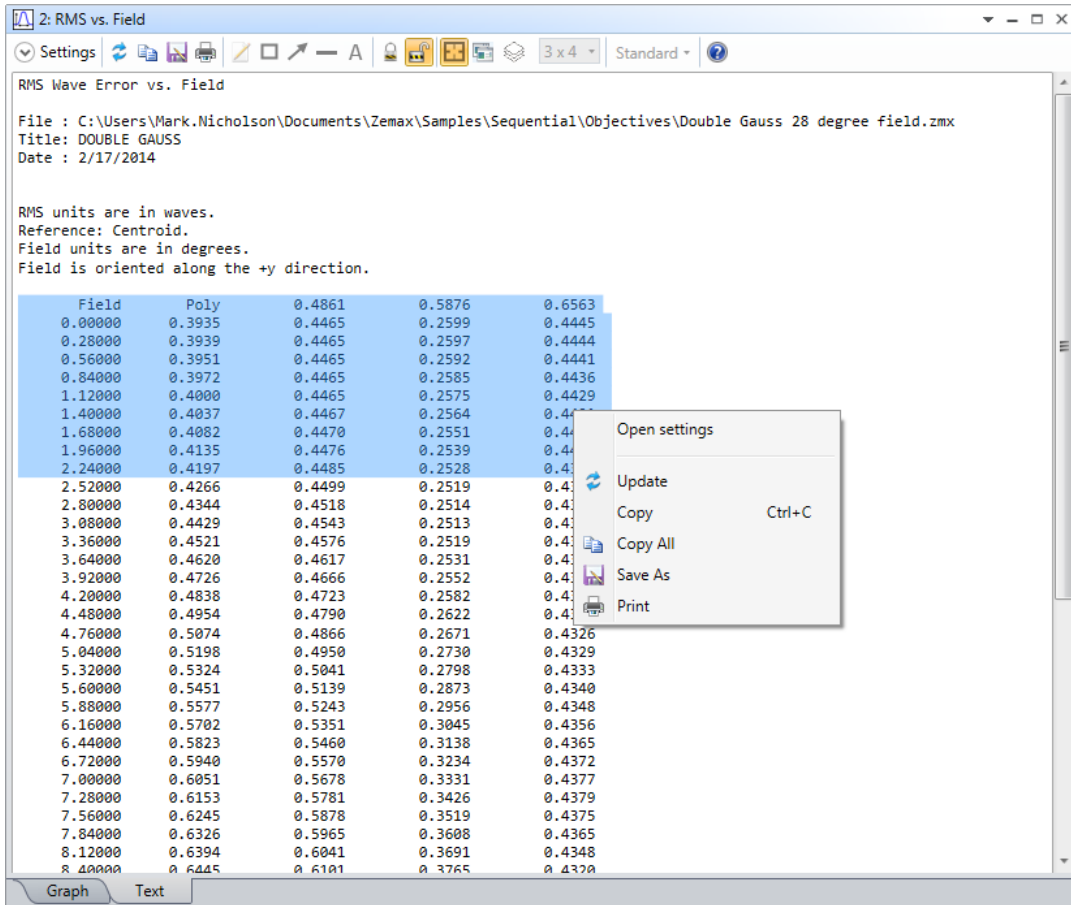 2: RMS vs. Field
Settings A 3 x 4 Standard
RMS Wave Error vs. Field
File : C:\Users\Mark.Nicholson\Documents\Zemax\Samples\Sequential\Objectives\Double Gauss 28 degree field.zmx
Title: DOUBLE GAUSS
Date : 2/17/2014
RMS units are in waves.
Reference: Centroid.
Field units are in degrees.
Field is oriented along the +y direction.
Field Poly 0.4861 0.5876 0.6563
0.00000 0.3935 0.4465 0.2599 0.4445
0.28000 0.3939 0.4465 0.2597 0.4444
0.56000 0.3951 0.4465 0.2592 0.4441
0.84000 0.3972 0.4465 0.2585 0.4436
1.12000 0.4000 0.4465 0.2575 0.4429
1.40000 0.4037 0.4467 0.2564
1.68000 0.4082 0.4470 0.2551
1.96000 0.4135 0.4476 0.2539
2.24000 0.4197 0.4485 0.2528
2.52000 0.4266 0.4499 0.2519
2.80000 0.4344 0.4518 0.2514
3.08000 0.4429 0.4543 0.2513
3.36000 0.4521 0.4576 0.2519
3.64000 0.4620 0.4617 0.2531
3.92000 0.4726 0.4666 0.2552
4.20000 0.4838 0.4723 0.2582
4.48000 0.4954 0.4790 0.2622
4.76000 0.5074 0.4866 0.2671 0.4326
5.04000 0.5198 0.4950 0.2730 0.4329
5.32000 0.5324 0.5041 0.2798 0.4333
5.60000 0.5451 0.5139 0.2873 0.4340
5.88000 0.5577 0.5243 0.2956 0.4348
6.16000 0.5702 0.5351 0.3045 0.4356
6.44000 0.5823 0.5460 0.3138 0.4365
6.72000 0.5940 0.5570 0.3234 0.4372
7.00000 0.6051 0.5678 0.3331 0.4377
7.28000 0.6153 0.5781 0.3426 0.4379
7.56000 0.6245 0.5878 0.3519 0.4375
7.84000 0.6326 0.5965 0.3608 0.4365
8.12000 0.6394 0.6041 0.3691 0.4348
8.40000 0.6445 0.6101 0.3765 0.4320
Open settings
Update
Copy Ctrl+C
Copy All
Save As
Print
Graph Text